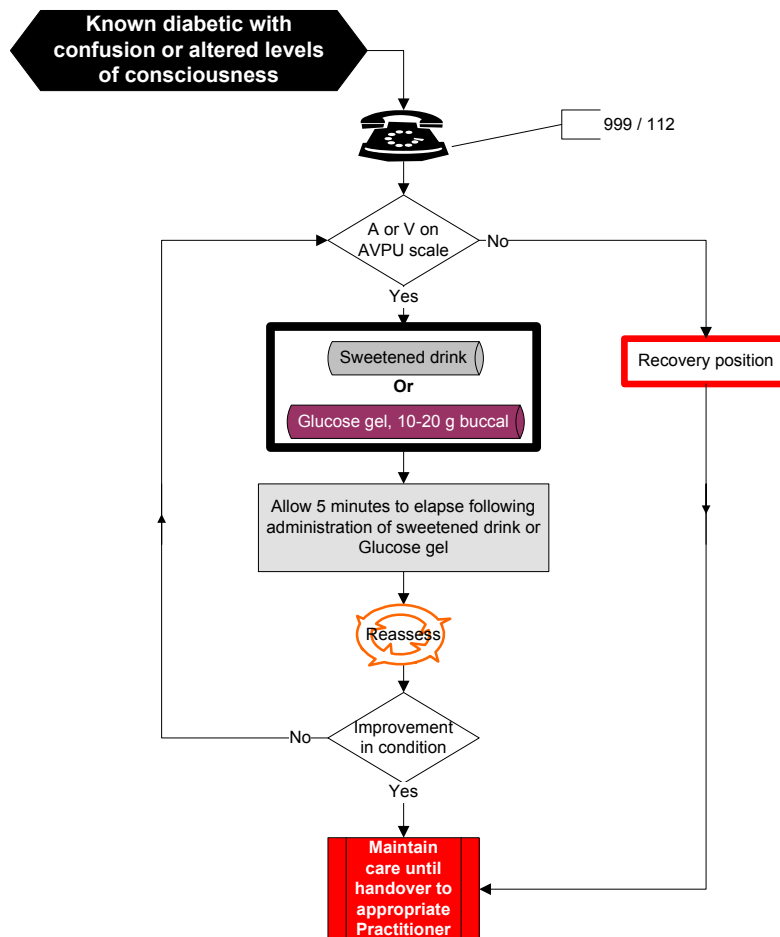 Known diabetic with
confusion or altered levels
of consciousness
999 / 112
A or V on
AVPU scale
No
Yes
Sweetened drink
Or
Glucose gel, 10-20 g buccal
Recovery position
Allow 5 minutes to elapse following
administration of sweetened drink or
Glucose gel
Reassess
Improvement
in condition
No
Yes
Maintain
care until
handover to
appropriate
Practitioner